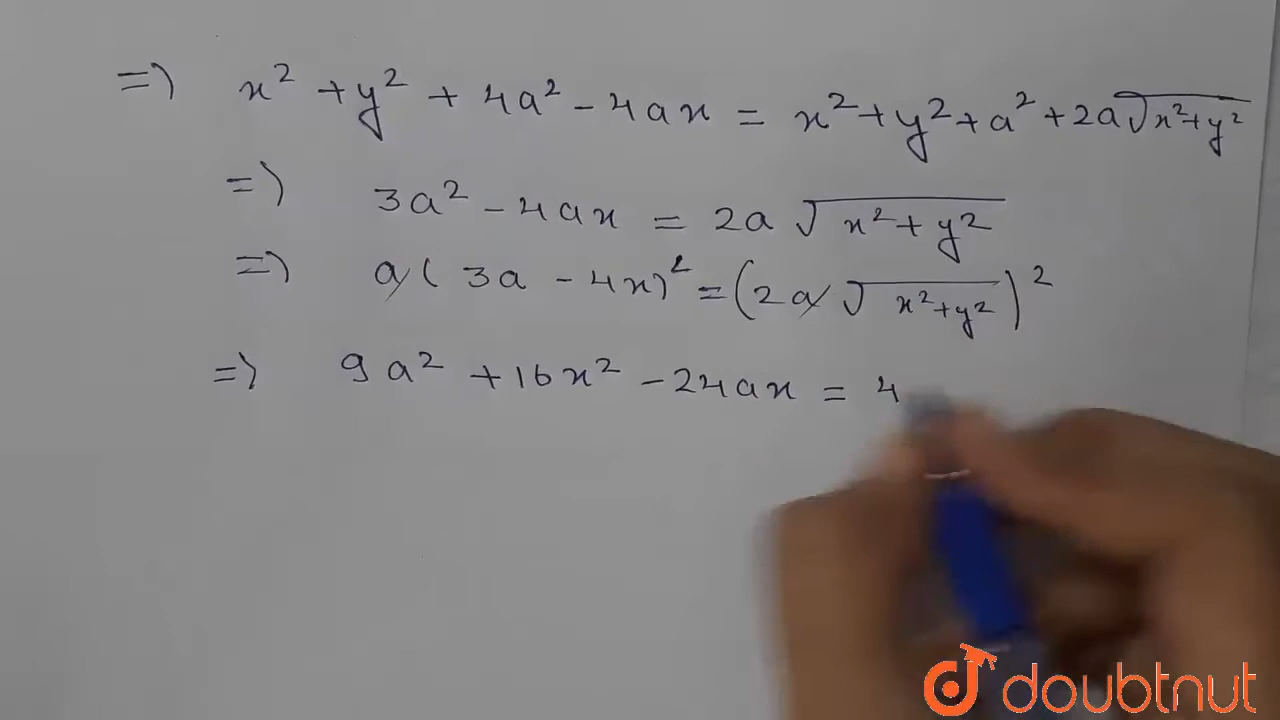 => x² + y² + 4a² - 4ax = x² + y² + a² + 2a√(x²+y²)
=> 3a² - 4ax = 2a √(x² + y²)
=> a(3a - 4x)² = (2a √(x²+y²))²
=> 9a² + 16x² - 24ax = 4
doubtnut